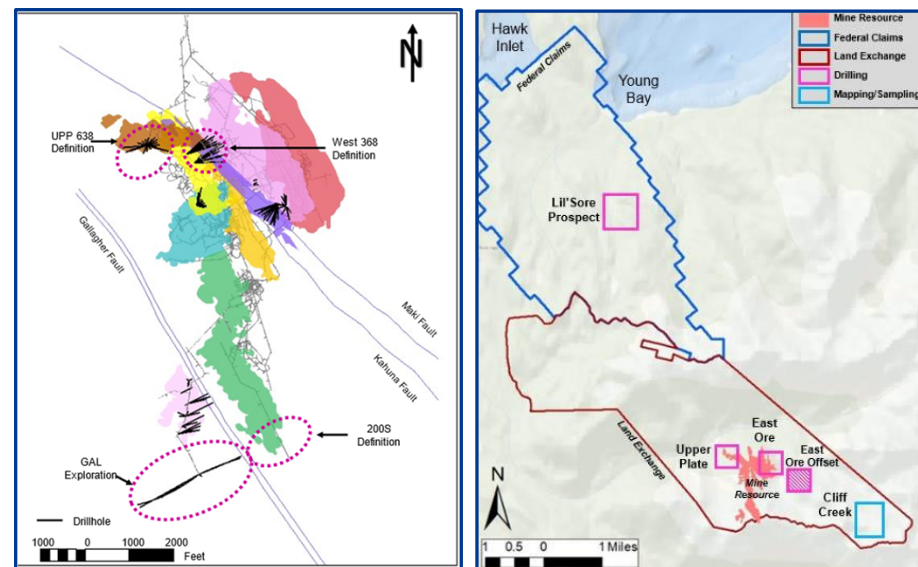 N
UPP 638
Definition
West 368
Definition
Gallagher Fault
Maki Fault
Kahuna Fault
200S
Definition
GAL
Exploration
Drillhole
1000 0 1000 2000
Feet
Mine Resource
Federal Claims
Land Exchange
Drilling
Mapping/Sampling
Hawk
Inlet
Federal Claims
Young
Bay
Lil'Sore
Prospect
Land Exchange
Upper
Plate
East
Ore
East
Ore Offset
Mine
Resource
Cliff
Creek
N
1 0.5 0 1 Miles